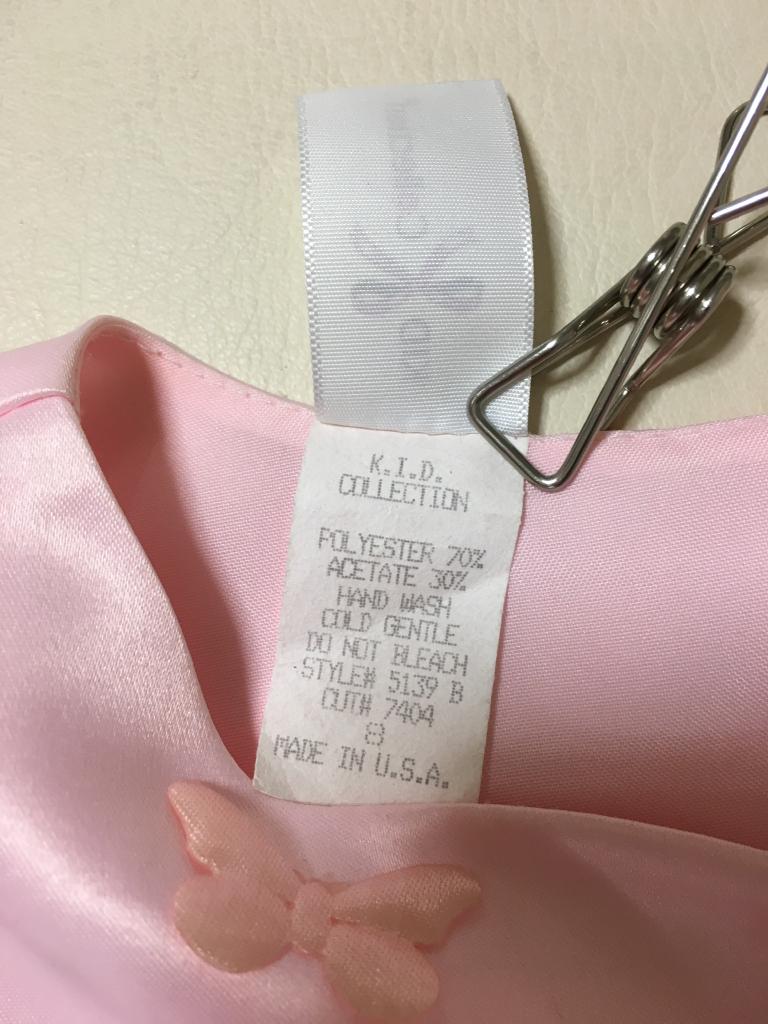 K.I.D.
COLLECTION
POLYESTER 70%
ACETATE 30%
HAND WASH
COLD GENTLE
DO NOT BLEACH
STYLE# 5139 B
CUT# 7404
8
MADE IN U.S.A.